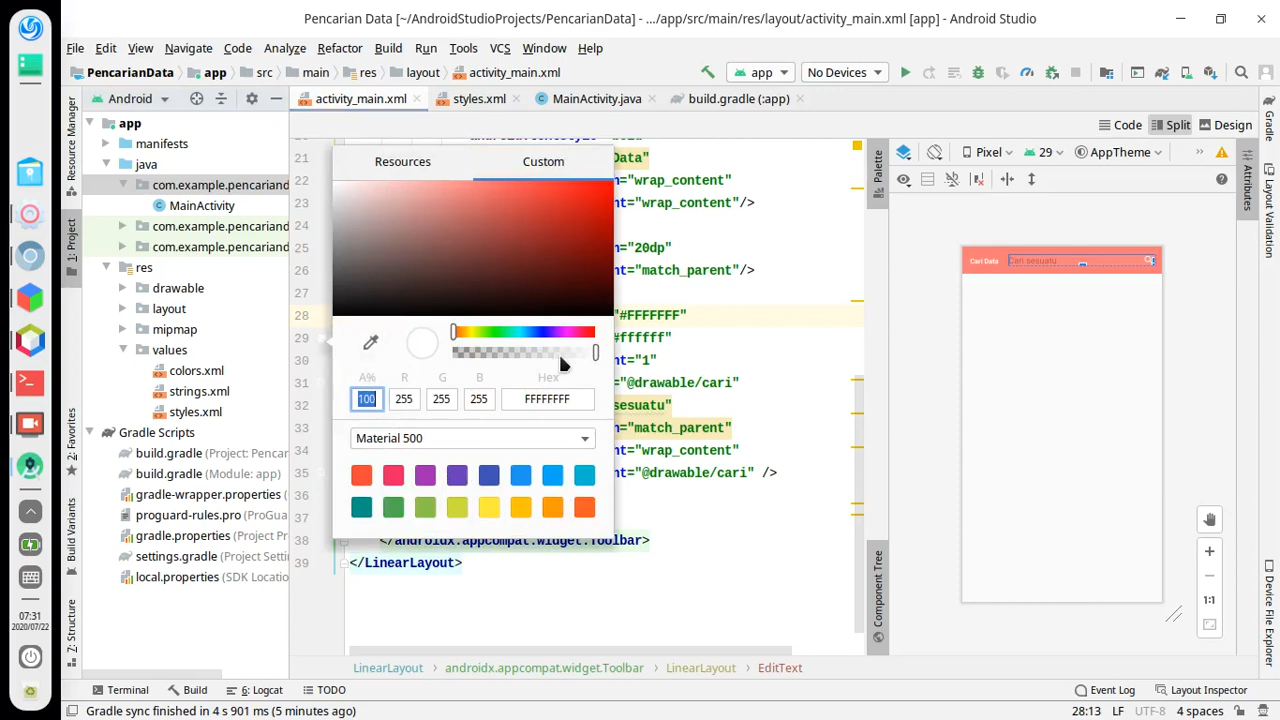 Pencarian Data [~/AndroidStudioProjects/PencarianData] - .../app/src/main/res/layout/activity_main.xml [app] - Android Studio
File Edit View Navigate Code Analyze Refactor Build Run Tools VCS Window Help
PencarianData app src main res layout activity_main.xml app No Devices
Android activity_main.xml styles.xml MainActivity.java build.gradle (:app)
Code Split Design
Resource Manager
1: Project
2: Favorites
Build Variants
7: Structure
app
manifests
java
com.example.pencariand
MainActivity
com.example.pencariand
com.example.pencariand
res
drawable
layout
mipmap
values
colors.xml
strings.xml
styles.xml
Gradle Scripts
build.gradle (Project: Pencar
build.gradle (Module: app)
gradle-wrapper.properties
proguard-rules.pro (ProGua
gradle.properties (Project Pr
settings.gradle (Project Setti
local.properties (SDK Locatio
07:31
2020/07/22
Resources Custom
A% R G B Hex
100 255 255 255 FFFFFFFF
Material 500
21 Data"
22 ="wrap_content"
23 ="wrap_content"/>
24
25 ="20dp"
26 ="match_parent"/>
27
28 "#FFFFFFF"
29 #ffffff"
30 ="1"
31 ="@drawable/cari"
32 sesuatu"
33 ="match_parent"
34 ="wrap_content"
35 ="@drawable/cari" />
36
37
38 </androidx.appcompat.widget.Toolbar>
39 </LinearLayout>
Palette
Component Tree
Pixel 29 AppTheme
Cari Data Cari sesuatu
1:1
Attributes
Gradle
Layout Validation
Device File Explorer
LinearLayout androidx.appcompat.widget.Toolbar LinearLayout EditText
Terminal Build 6: Logcat TODO Event Log Layout Inspector
Gradle sync finished in 4 s 901 ms (5 minutes ago) 28:13 LF UTF-8 4 spaces